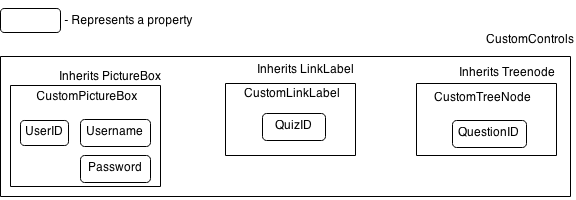 - Represents a property
CustomControls
Inherits PictureBox
Inherits LinkLabel
Inherits Treenode
CustomPictureBox
CustomLinkLabel
CustomTreeNode
UserID
Username
Password
QuizID
QuestionID